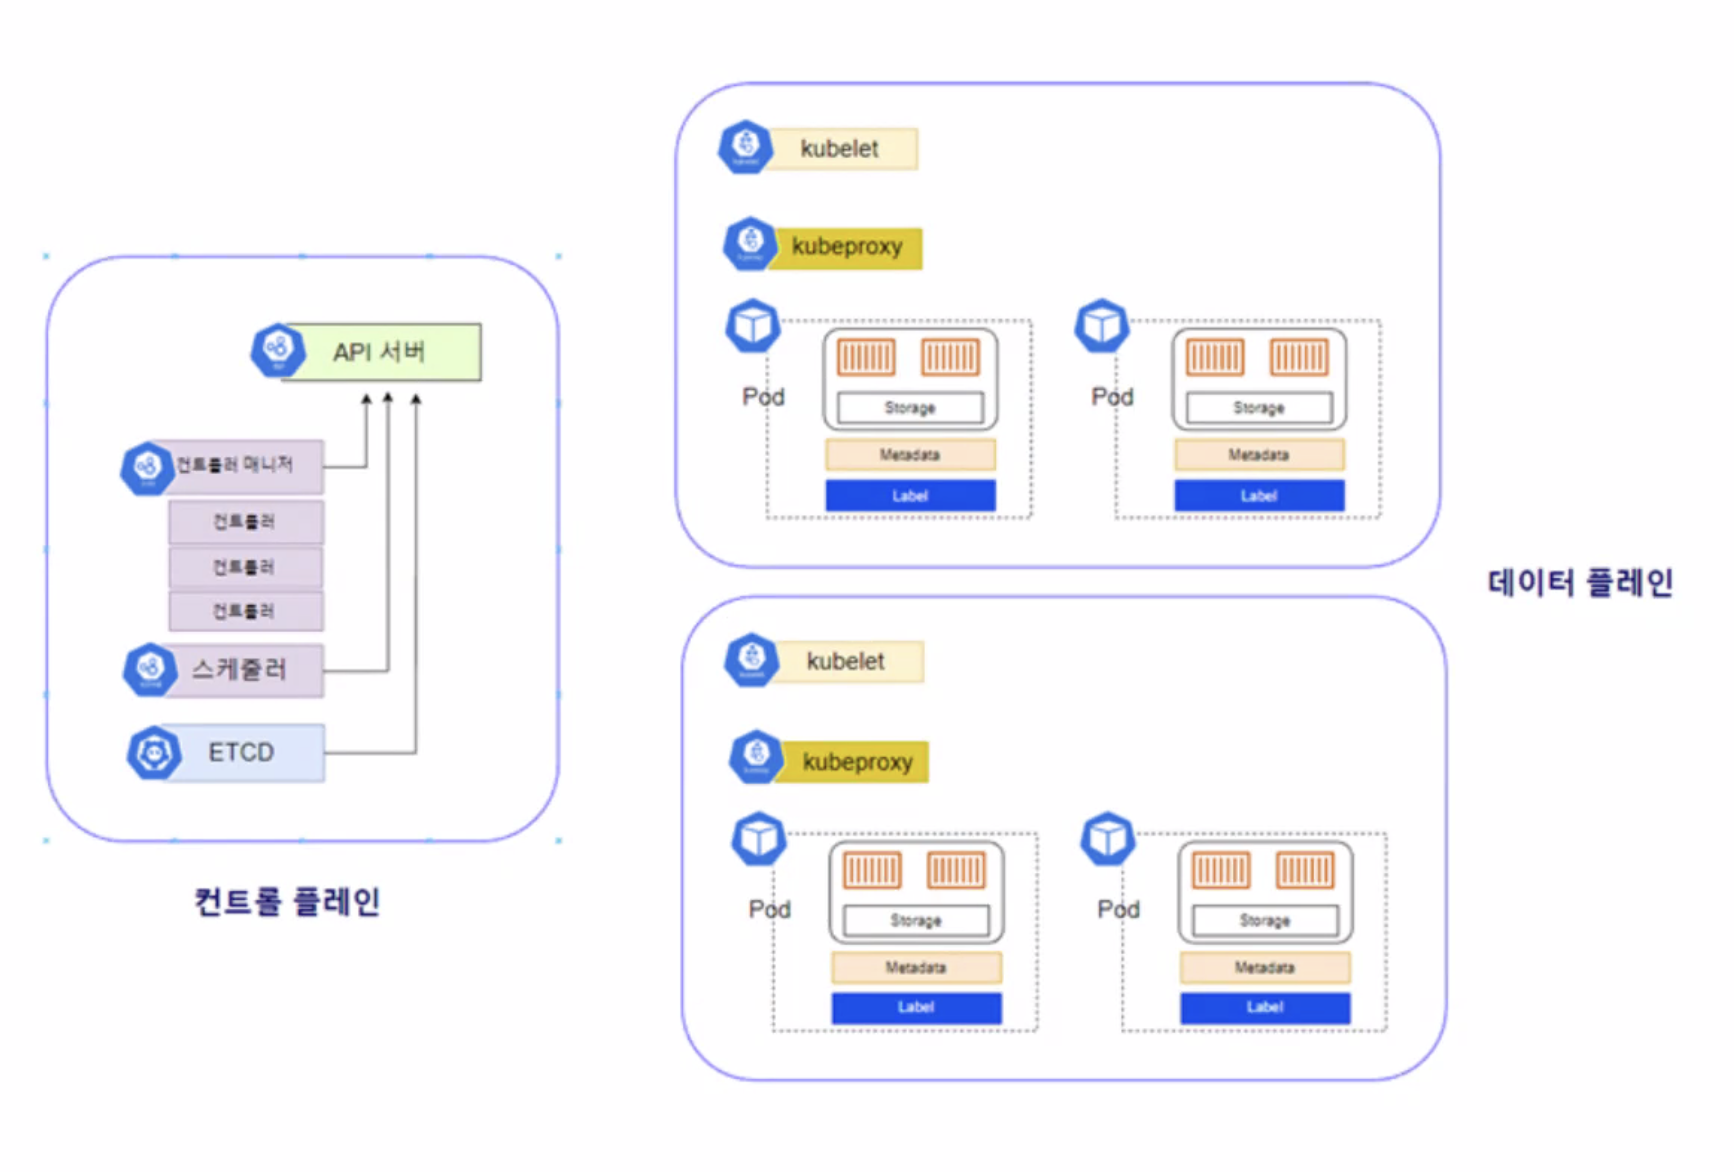 API 서버
컨트롤러 매니저
컨트롤러
컨트롤러
컨트롤러
스케줄러
ETCD
컨트롤 플레인
kubelet
kubeproxy
Pod
Storage
Metadata
Label
Pod
Storage
Metadata
Label
kubelet
kubeproxy
Pod
Storage
Metadata
Label
Pod
Storage
Metadata
Label
데이터 플레인